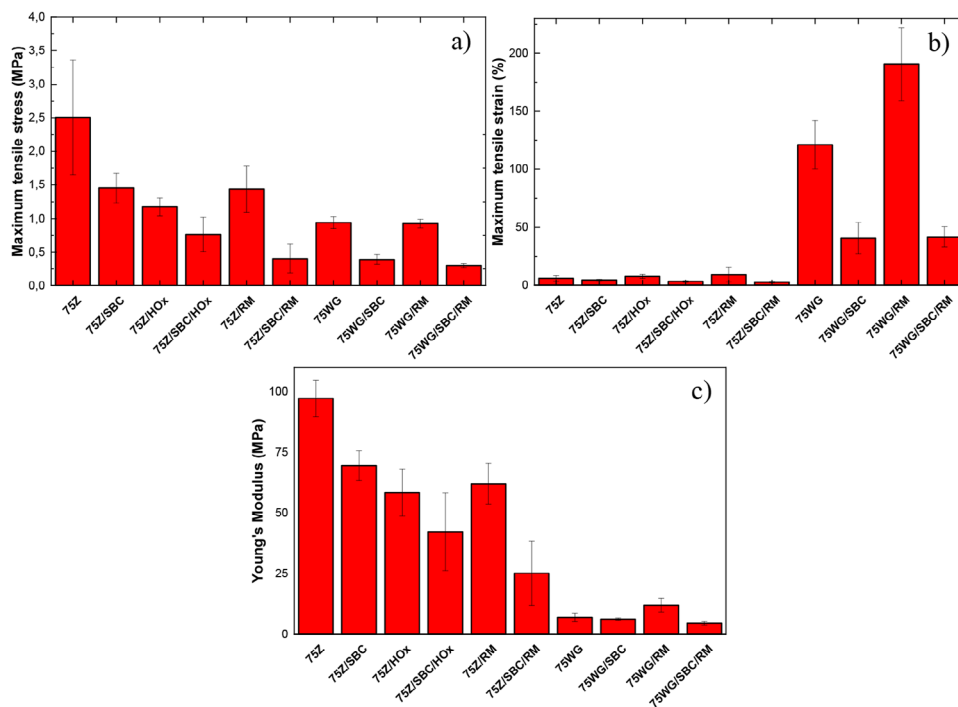 a)
Maximum tensile stress (MPa)
4,0
3,5
3,0
2,5
2,0
1,5
1,0
0,5
0,0
75Z
75Z/SBC
75Z/HOx
75Z/SBC/HOx
75Z/RM
75Z/SBC/RM
75WG
75WG/SBC
75WG/RM
75WG/SBC/RM
b)
Maximum tensile strain (%)
200
150
100
50
0
75Z
75Z/SBC
75Z/HOx
75Z/SBC/HOx
75Z/RM
75Z/SBC/RM
75WG
75WG/SBC
75WG/RM
75WG/SBC/RM
c)
Young's Modulus (MPa)
100
75
50
25
0
75Z
75Z/SBC
75Z/HOx
75Z/SBC/HOx
75Z/RM
75Z/SBC/RM
75WG
75WG/SBC
75WG/RM
75WG/SBC/RM